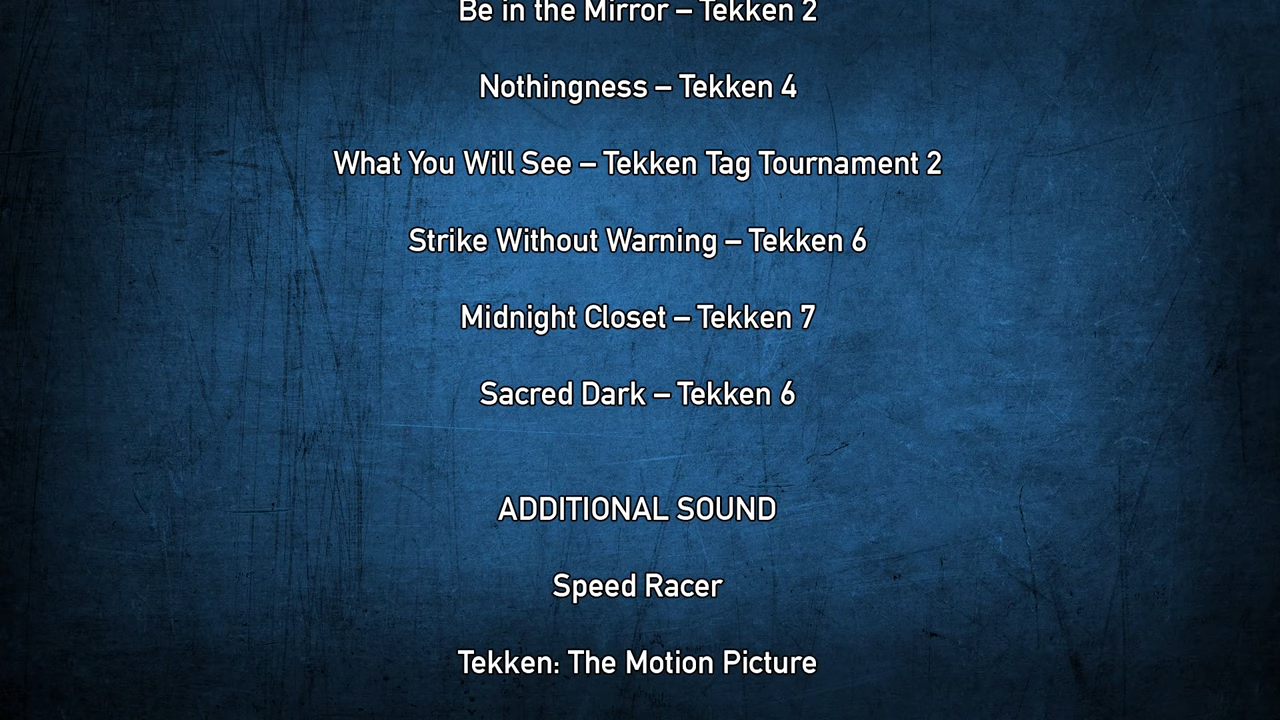 Be in the Mirror – Tekken 2
Nothingness – Tekken 4
What You Will See – Tekken Tag Tournament 2
Strike Without Warning – Tekken 6
Midnight Closet – Tekken 7
Sacred Dark – Tekken 6
ADDITIONAL SOUND
Speed Racer
Tekken: The Motion Picture